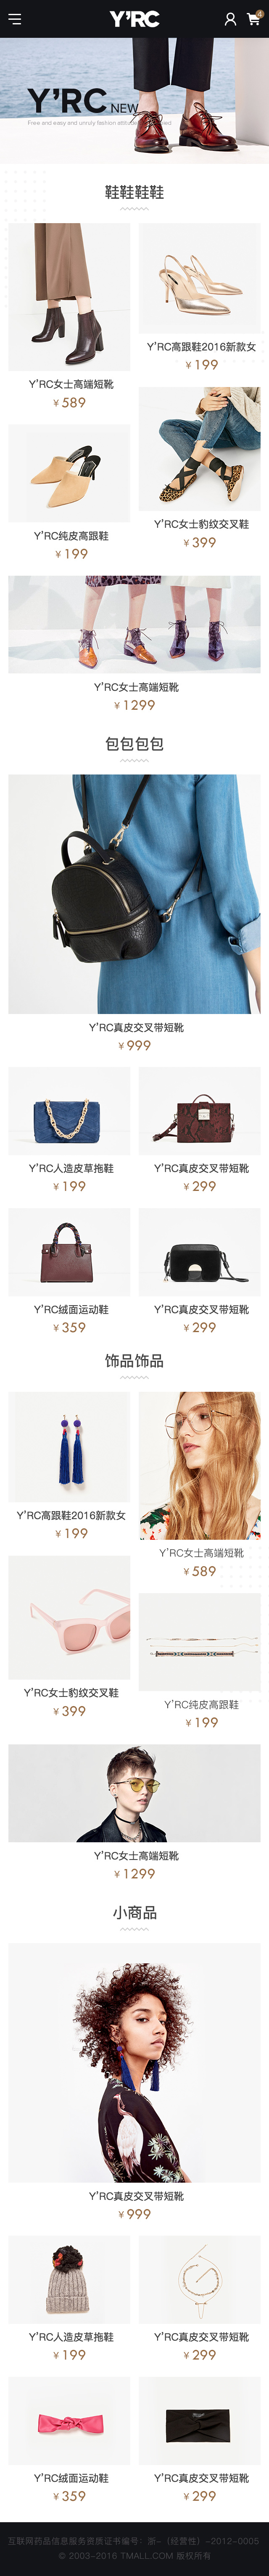 Y'RC
4
Y'RC NEW
Free and easy and unruly fashion attitude
鞋鞋鞋鞋
Y'RC女士高端短靴
¥ 589
Y'RC高跟鞋2016新款女
¥ 199
Y'RC纯皮高跟鞋
¥ 199
Y'RC女士豹纹交叉鞋
¥ 399
Y'RC女士高端短靴
¥ 1299
包包包包
Y'RC真皮交叉带短靴
¥ 999
Y'RC人造皮草拖鞋
¥ 199
Y'RC真皮交叉带短靴
¥ 299
Y'RC绒面运动鞋
¥ 359
Y'RC真皮交叉带短靴
¥ 299
饰品饰品
Y'RC高跟鞋2016新款女
¥ 199
Y'RC女士高端短靴
¥ 589
Y'RC女士豹纹交叉鞋
¥ 399
Y'RC纯皮高跟鞋
¥ 199
Y'RC女士高端短靴
¥ 1299
小商品
Y'RC真皮交叉带短靴
¥ 999
Y'RC人造皮草拖鞋
¥ 199
Y'RC真皮交叉带短靴
¥ 299
Y'RC绒面运动鞋
¥ 359
Y'RC真皮交叉带短靴
¥ 299
互联网药品信息服务资质证书编号：浙-（经营性）-2012-0005
© 2003-2016 TMALL.COM 版权所有